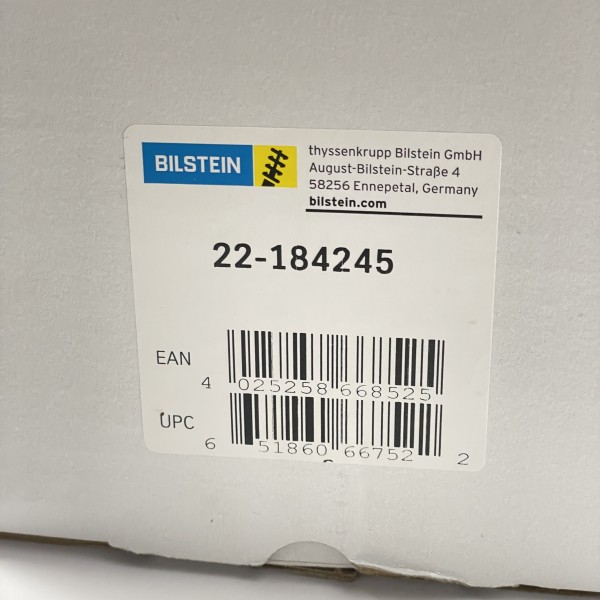 BILSTEIN
thyssenkrupp Bilstein GmbH
August-Bilstein-Straße 4
58256 Ennepetal, Germany
bilstein.com
22-184245
EAN
4 025258 668525
UPC
6 51860 66752 2